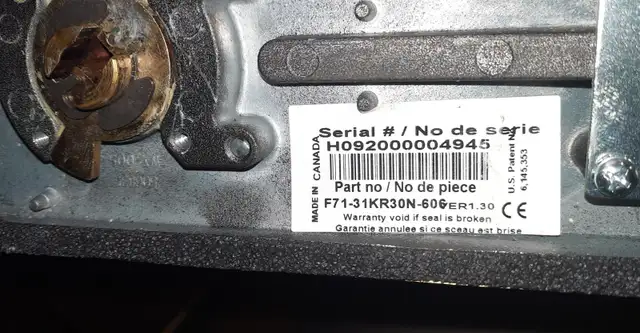 Serial # / No de serie
H092000004945
Part no / No de piece
F71-31KR30N-606 VER1.30
Warranty void if seal is broken
Garantie annulee si ce sceau est brise
MADE IN CANADA
U.S. Patent No
6,145,353
CE